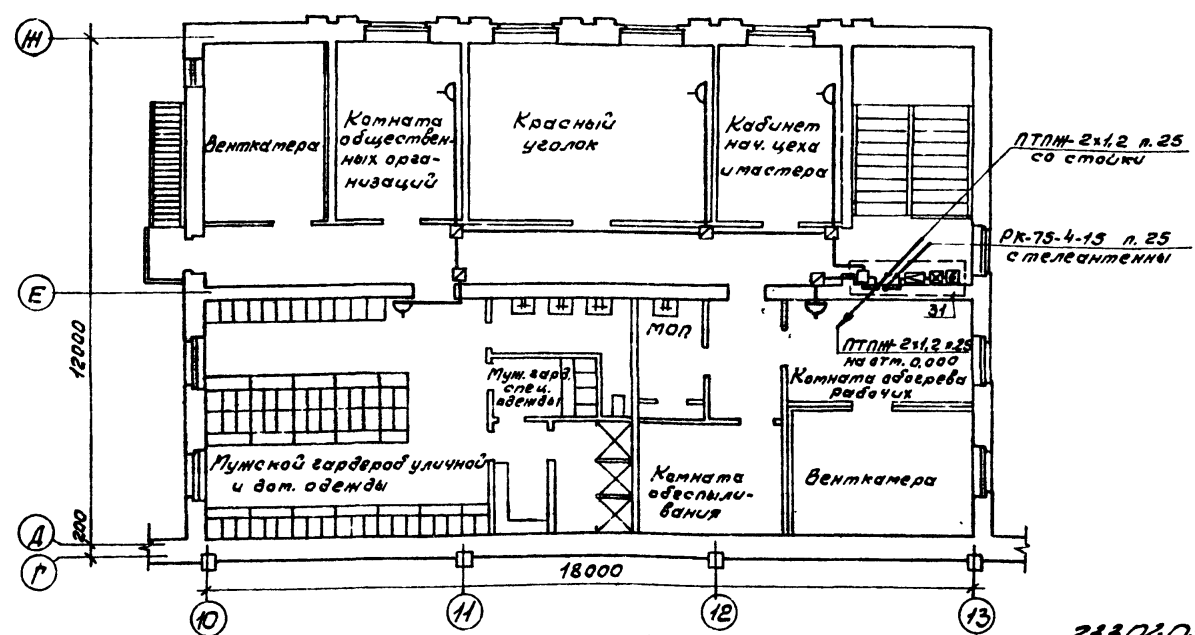 Ж
Венткамера
Комната
обществен-
ных орга-
низаций
Красный
уголок
Кабинет
нач. цеха
и мастера
ПТПЖ-2х1,2 п.25
со стойки
РК-75-4-15 п. 25
с телеантенны
Е
12000
МОП
31
ПТПЖ-2х1,2 п.25
на отм. 0,000
Комната обогрева
рабочих
Муж. гард.
спец.
одежды
Мужской гардероб уличной
и дом. одежды
Комната
обеспыли-
вания
Венткамера
200
Д
Г
18000
10
11
12
13